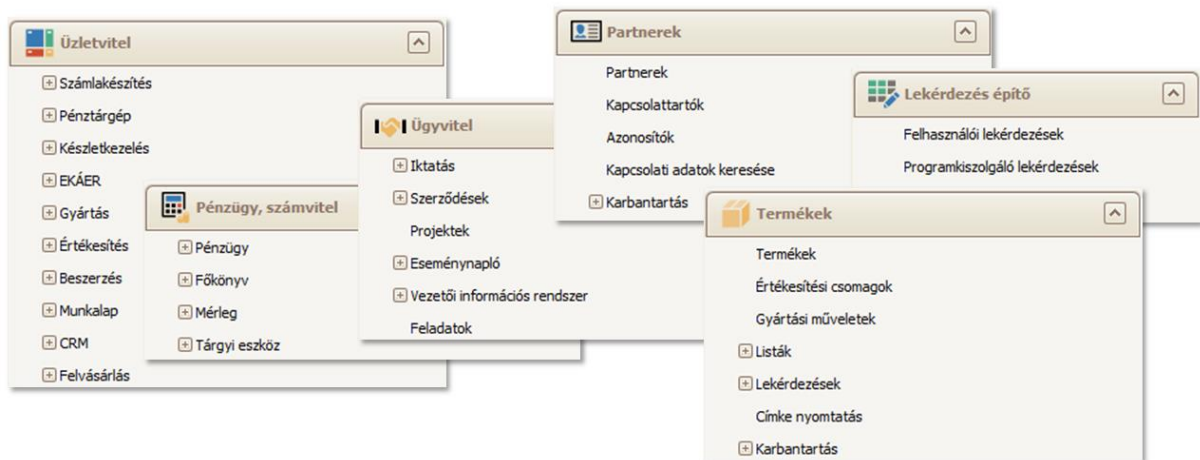 Üzletvitel
Számlakészítés
Pénztárgép
Készletkezelés
EKÁER
Gyártás
Értékesítés
Beszerzés
Munkalap
CRM
Felvásárlás
Pénzügy, számvitel
Pénzügy
Főkönyv
Mérleg
Tárgyi eszköz
Ügyvitel
Iktatás
Szerződések
Projektek
Eseménynapló
Vezetői információs rendszer
Feladatok
Partnerek
Partnerek
Kapcsolattartók
Azonosítók
Kapcsolati adatok keresése
Karbantartás
Lekérdezés építő
Felhasználói lekérdezések
Programkiszolgáló lekérdezések
Termékek
Termékek
Értékesítési csomagok
Gyártási műveletek
Listák
Lekérdezések
Címke nyomtatás
Karbantartás